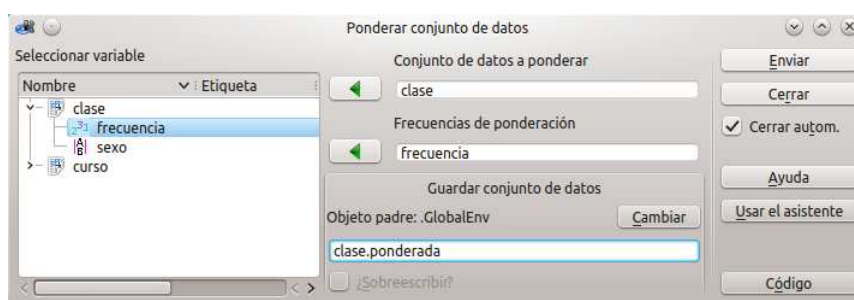 Ponderar conjunto de datos
Seleccionar variable
Nombre
Etiqueta
clase
frecuencia
sexo
curso
Conjunto de datos a ponderar
clase
Frecuencias de ponderación
frecuencia
Guardar conjunto de datos
Objeto padre: .GlobalEnv
Cambiar
clase.ponderada
¿Sobreescribir?
Enviar
Cerrar
Cerrar autom.
Ayuda
Usar el asistente
Código